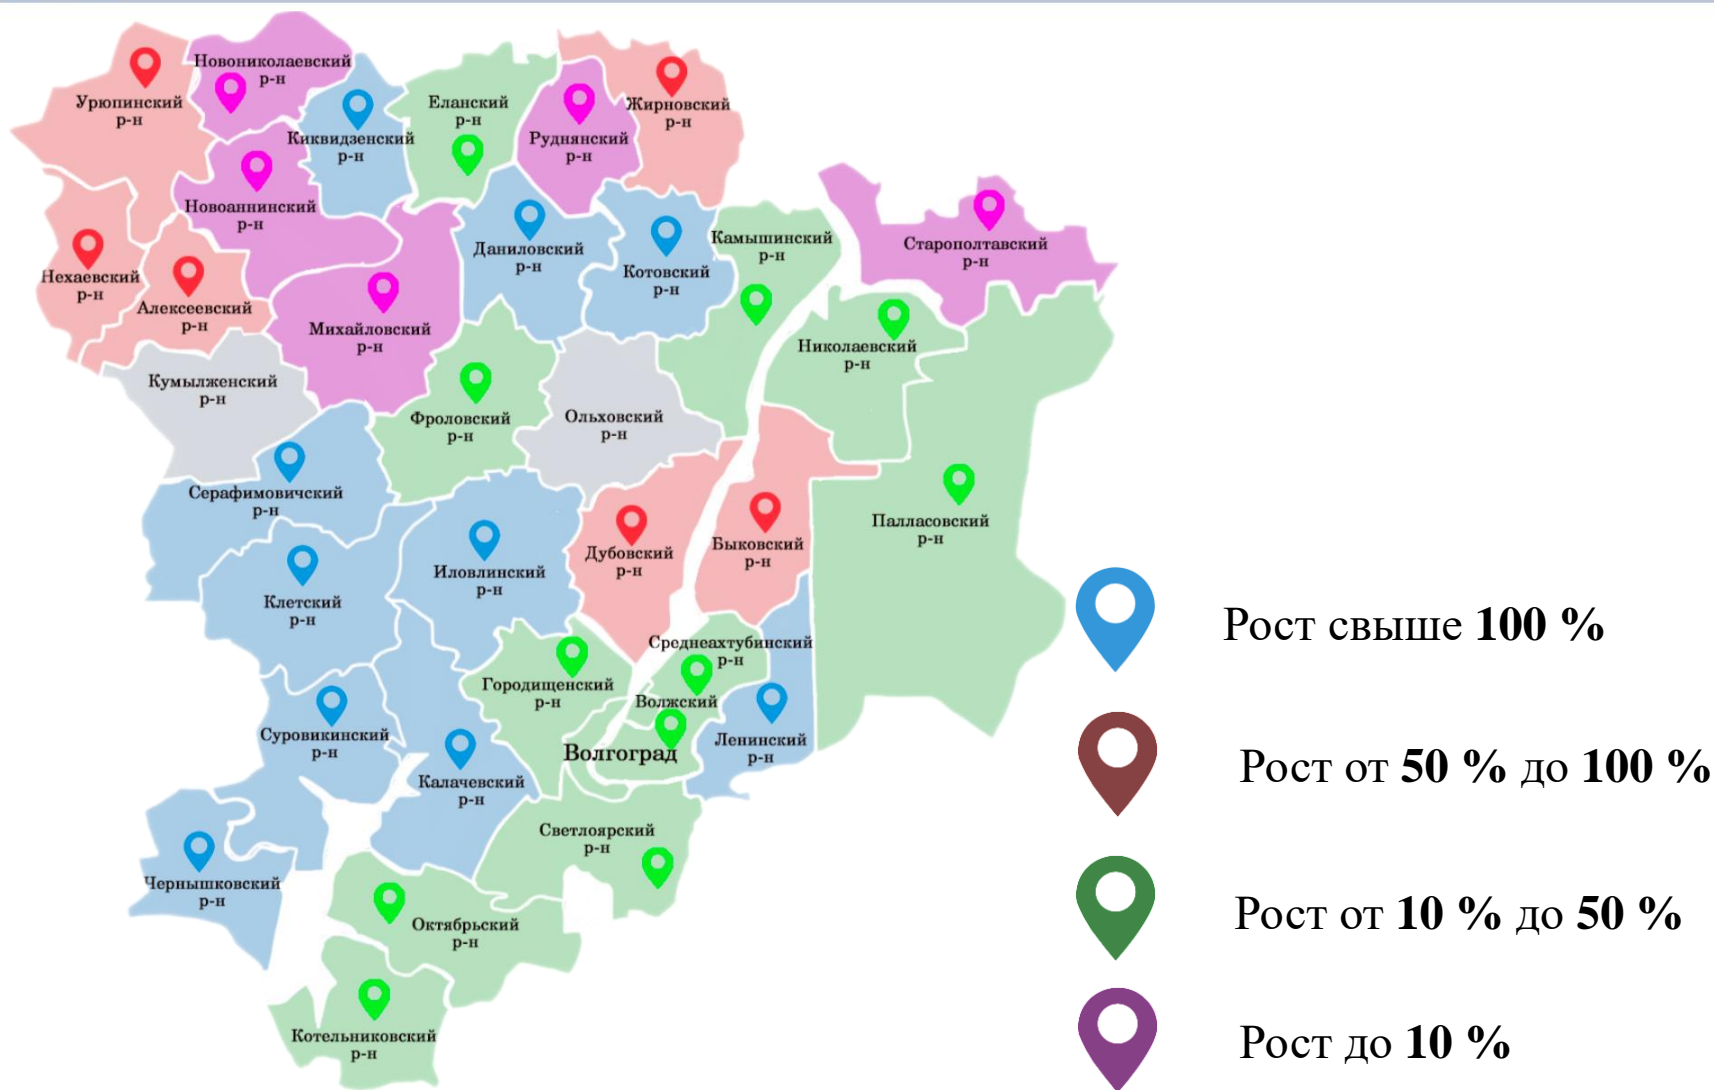 Новониколаевский
р-н
Урюпинский
р-н
Киквидзенский
р-н
Еланский
р-н
Руднянский
р-н
Жирновский
р-н
Новоаннинский
р-н
Нехаевский
р-н
Алексеевский
р-н
Михайловский
р-н
Даниловский
р-н
Котовский
р-н
Камышинский
р-н
Старополтавский
р-н
Николаевский
р-н
Кумылженский
р-н
Фроловский
р-н
Ольховский
р-н
Серафимовичский
р-н
Палласовский
р-н
Иловлинский
р-н
Дубовский
р-н
Быковский
р-н
Клетский
р-н
Среднеахтубинский
р-н
Городищенский
р-н
Волжский
Волгоград
Ленинский
р-н
Суровикинский
р-н
Калачевский
р-н
Светлоярский
р-н
Чернышковский
р-н
Октябрьский
р-н
Котельниковский
р-н
Рост свыше 100 %
Рост от 50 % до 100 %
Рост от 10 % до 50 %
Рост до 10 %